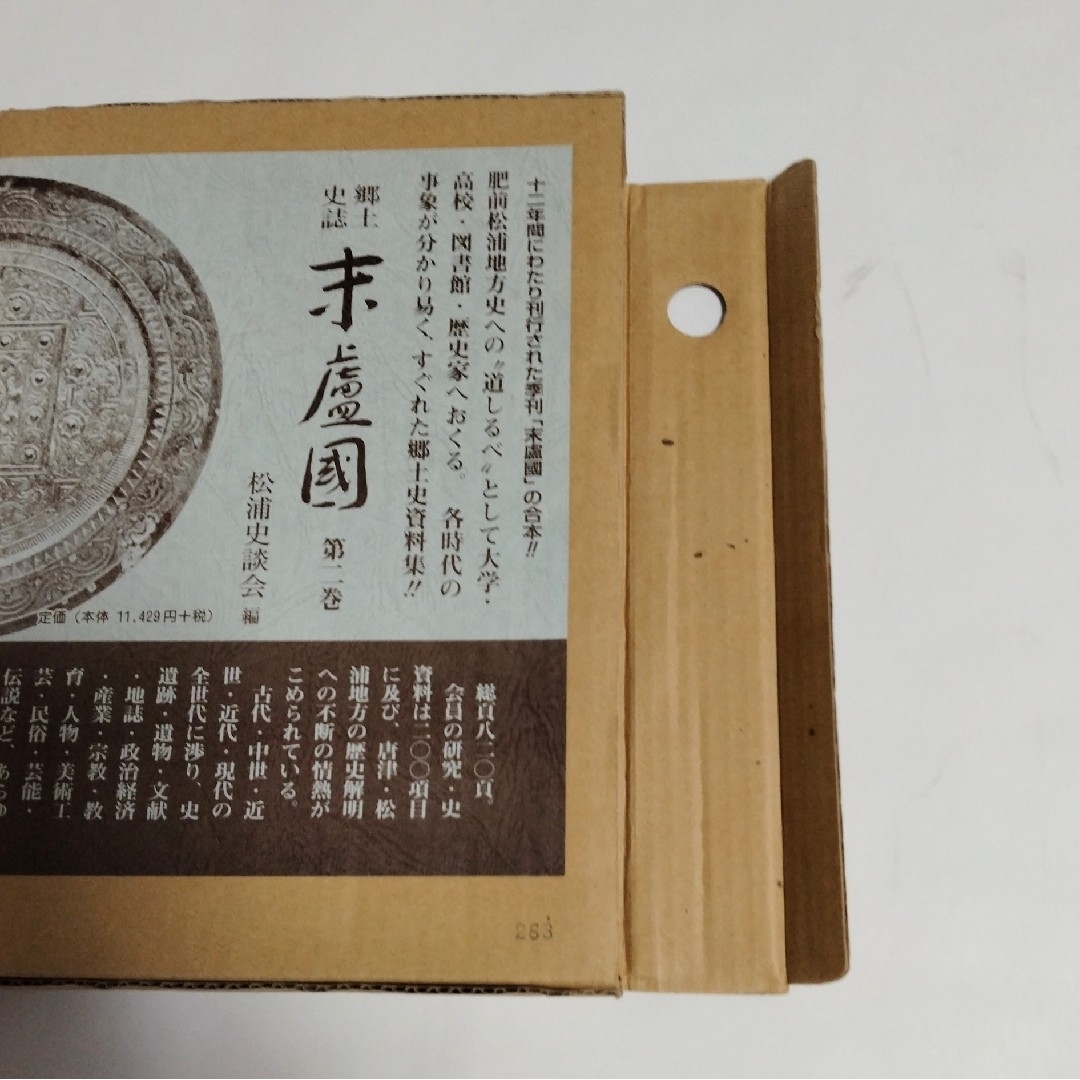 十二年間にわたり刊行された季刊「末盧國」の合本!!
肥前松浦地方史への〝道しるべ〟として大学・
高校・図書館・歴史家へおくる。各時代の
事象が分かり易く、すぐれた郷土史資料集!!
郷土
史誌
末盧國
第二巻
松浦史談会 編
定価(本体 11,429円+税)
総頁八二〇頁。
会員の研究・史
資料は二〇〇項目
に及び、唐津・松
浦地方の歴史解明
への不断の情熱が
こめられている。
古代・中世・近
世・近代・現代の
全世代に渉り、史
遺跡・遺物・文献
・地誌・政治経済
・産業・宗教・教
育・人物・美術工
芸・民俗・芸能・
伝説など、あらゆ
283